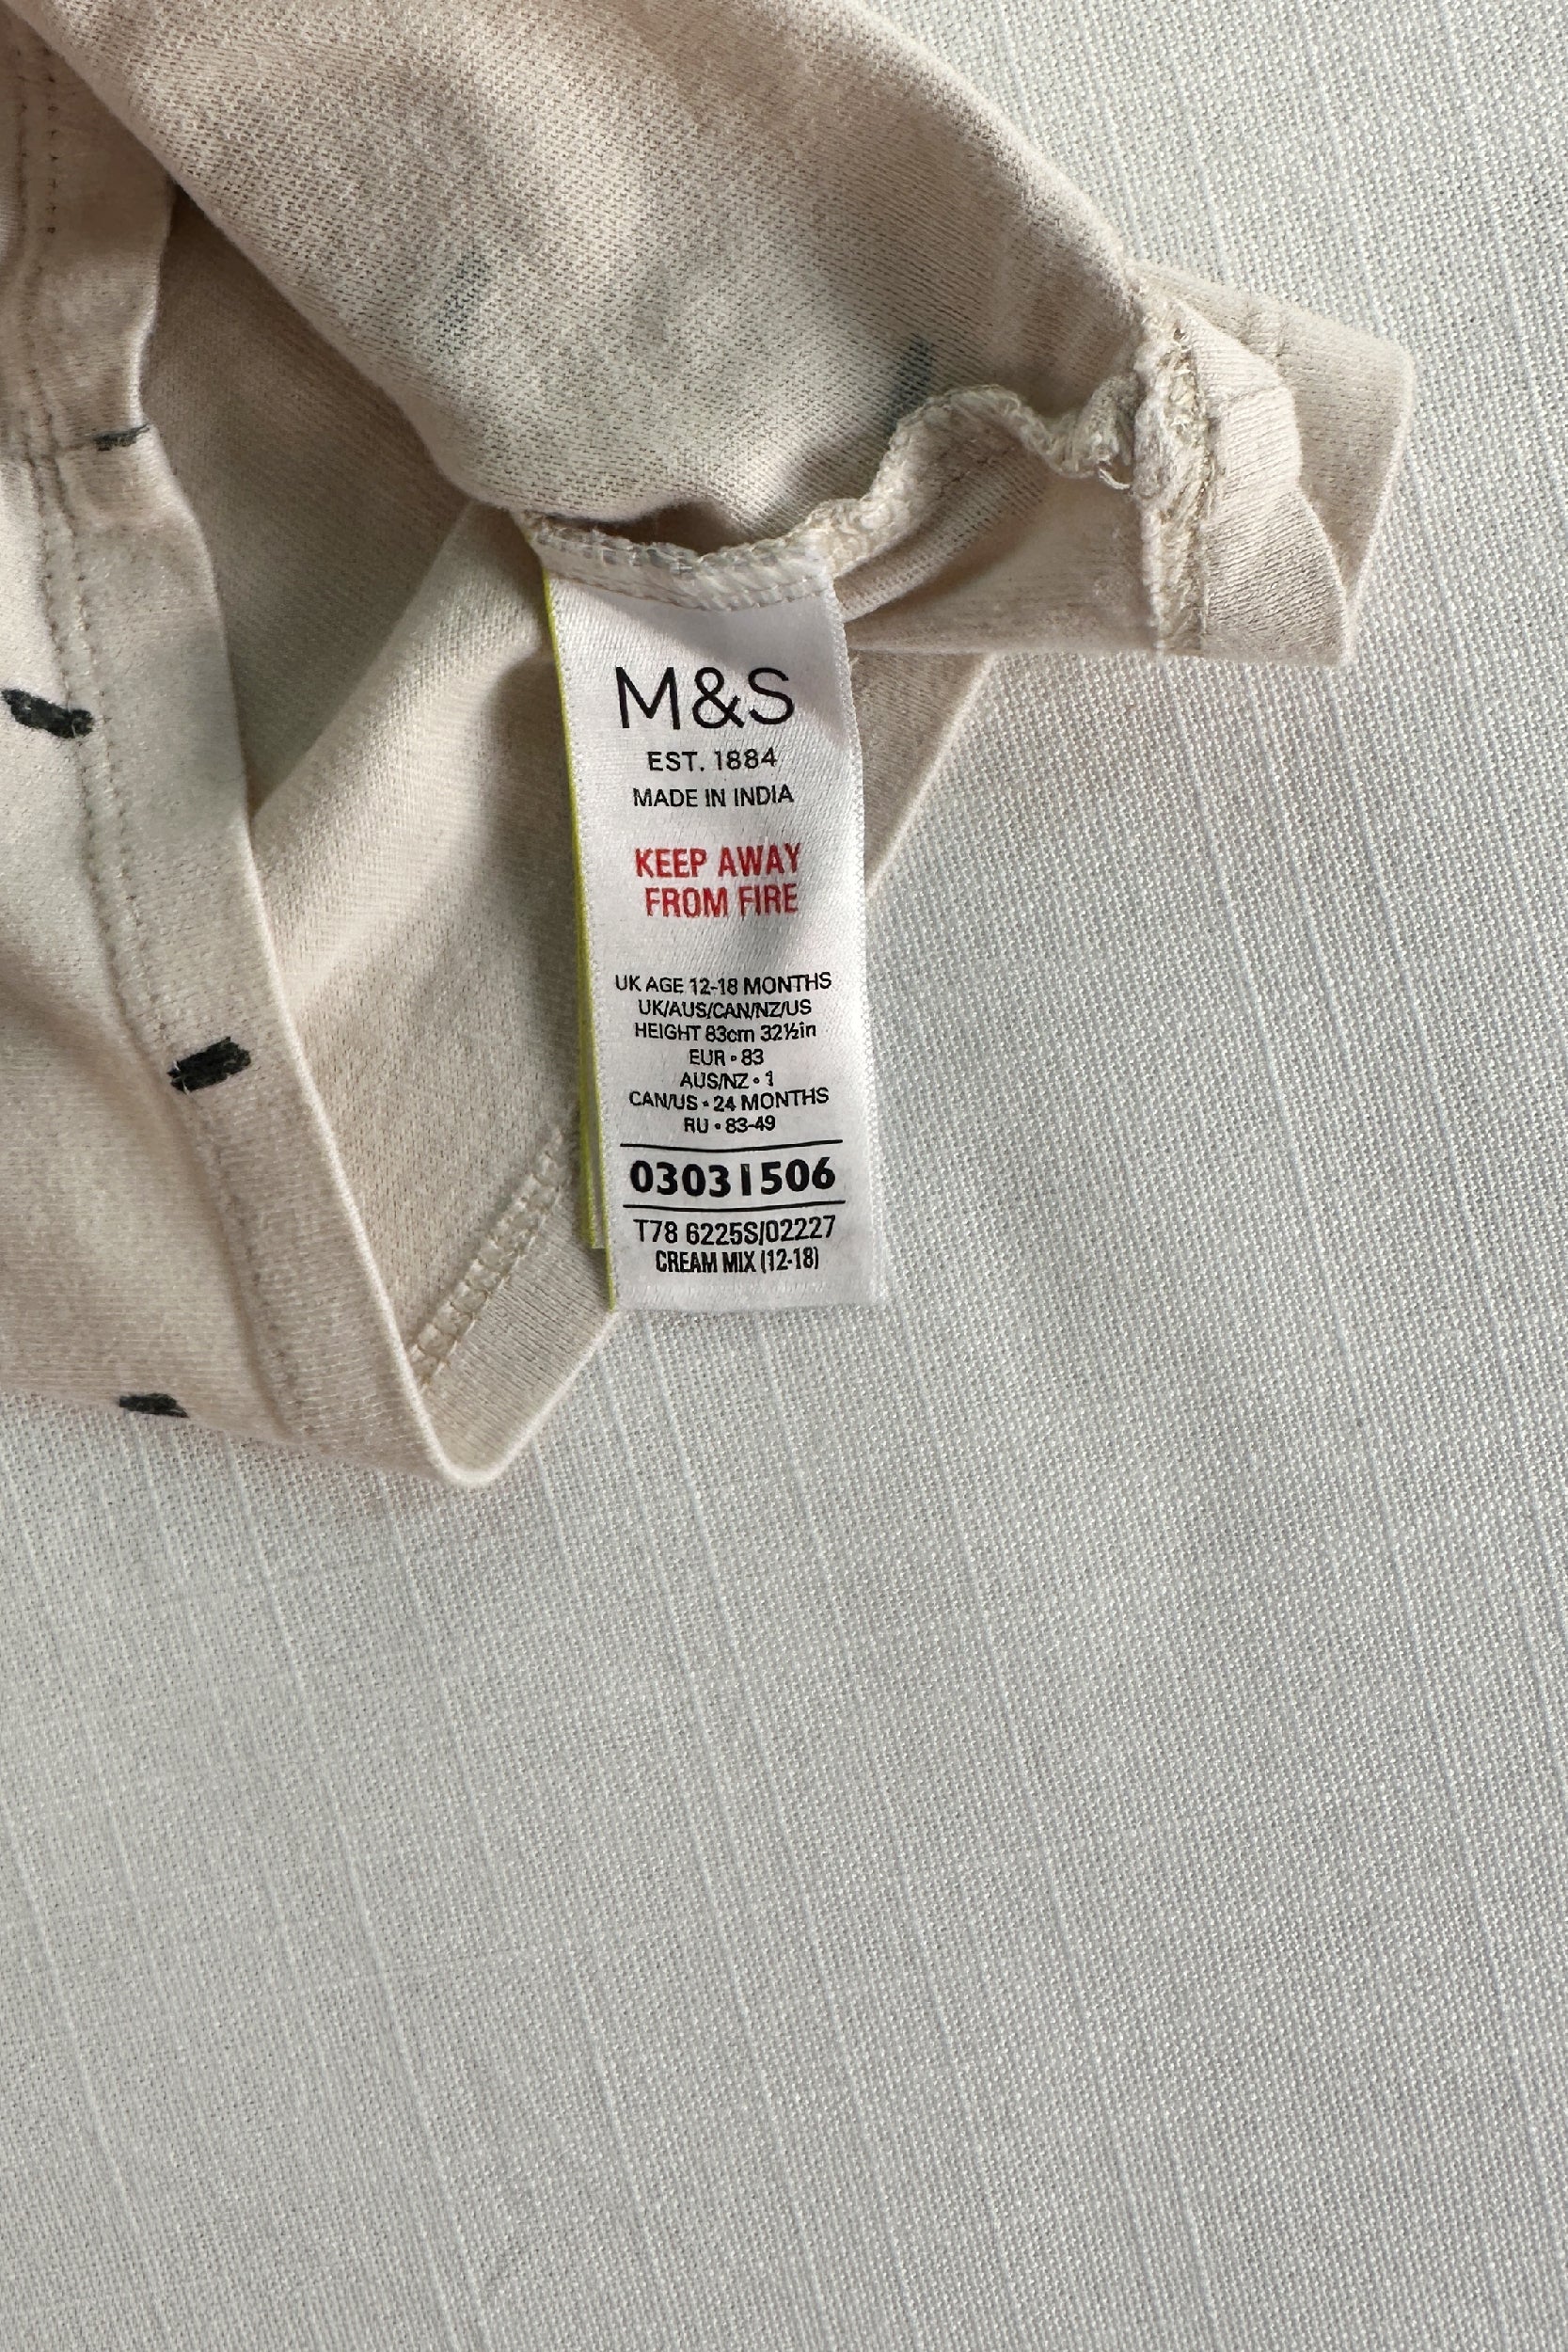 M&S
EST. 1884
MADE IN INDIA
KEEP AWAY
FROM FIRE
UK AGE 12-18 MONTHS
UK/AUS/CAN/NZ/US
HEIGHT 83cm 32½in
EUR • 83
AUS/NZ • 1
CAN/US • 24 MONTHS
RU • 83-49
03031506
T78 6225S/02227
CREAM MIX (12-18)